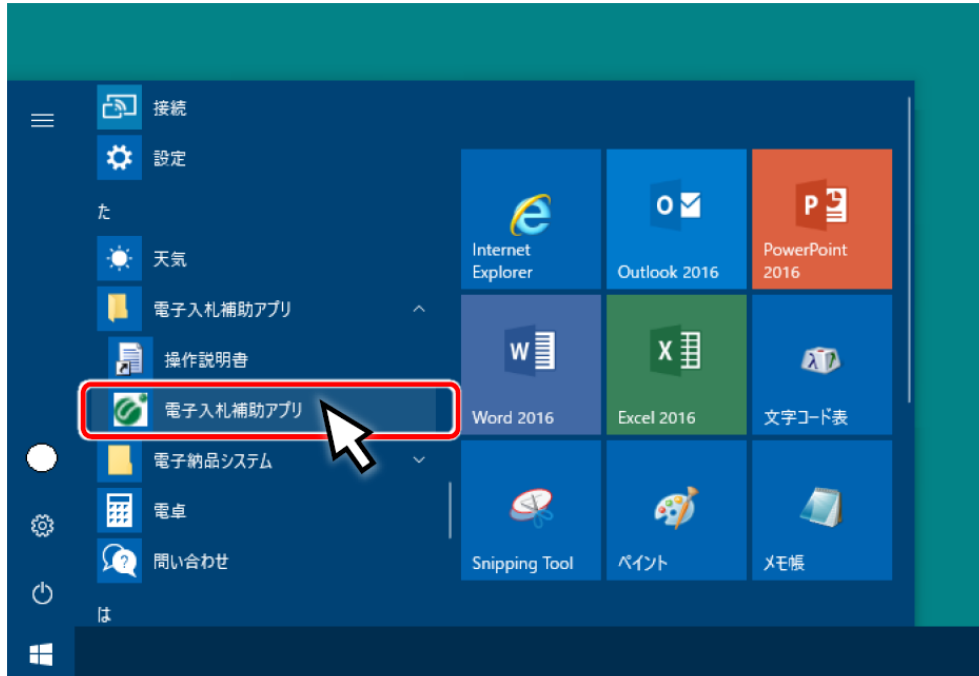 接続
設定
た
天気
電子入札補助アプリ
操作説明書
電子入札補助アプリ
電子納品システム
電卓
問い合わせ
は
Internet
Explorer
Outlook 2016
PowerPoint
2016
Word 2016
Excel 2016
文字コード表
Snipping Tool
ペイント
メモ帳